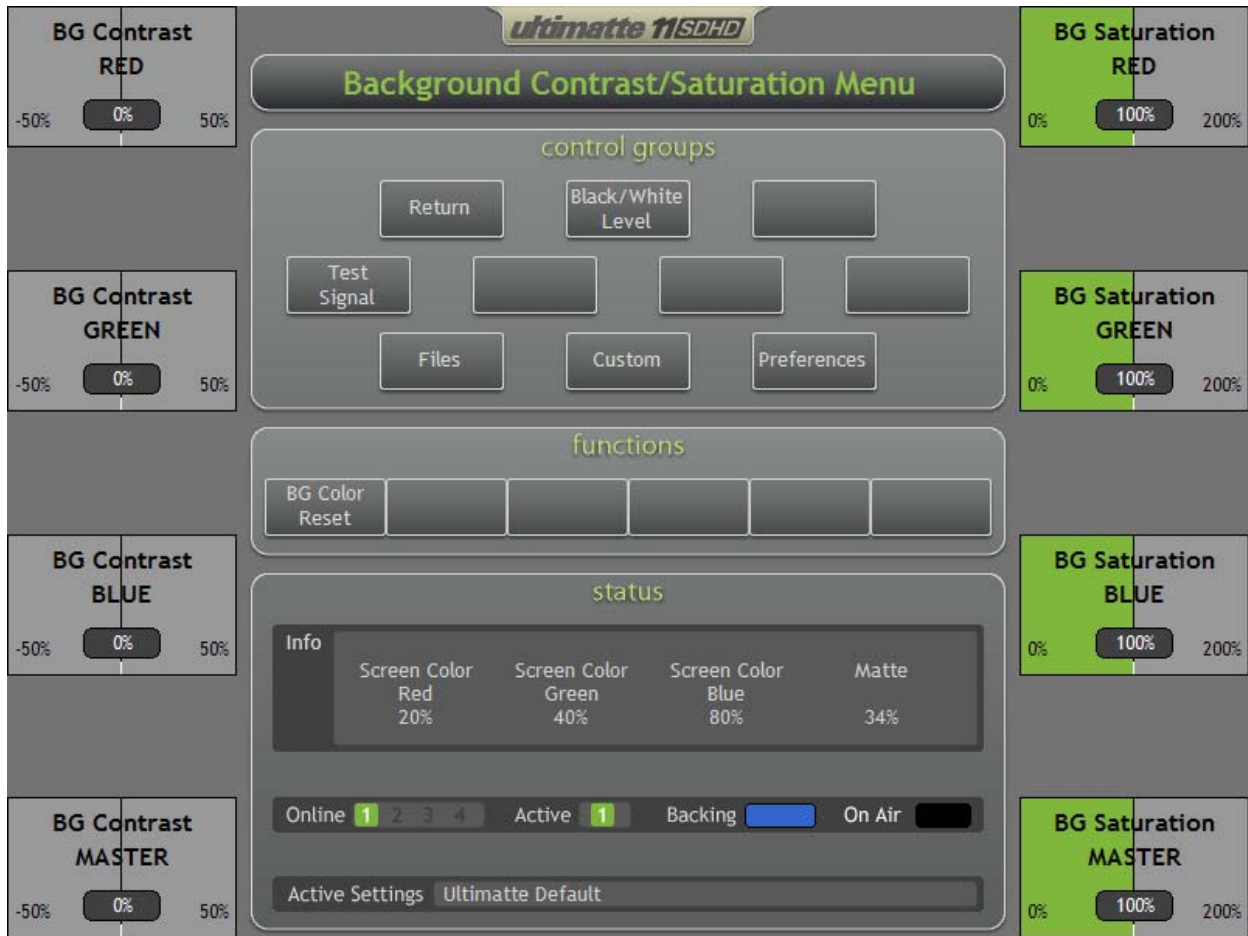 ultimatte 11 SDHD
Background Contrast/Saturation Menu
BG Contrast
RED
-50% 0% 50%
BG Contrast
GREEN
-50% 0% 50%
BG Contrast
BLUE
-50% 0% 50%
BG Contrast
MASTER
-50% 0% 50%
control groups
Return
Black/White
Level
Test
Signal
Files
Custom
Preferences
functions
BG Color
Reset
status
Info
Screen Color
Red
20%
Screen Color
Green
40%
Screen Color
Blue
80%
Matte
34%
Online 1 2 3 4 Active 1 Backing On Air
Active Settings Ultimatte Default
BG Saturation
RED
0% 100% 200%
BG Saturation
GREEN
0% 100% 200%
BG Saturation
BLUE
0% 100% 200%
BG Saturation
MASTER
0% 100% 200%